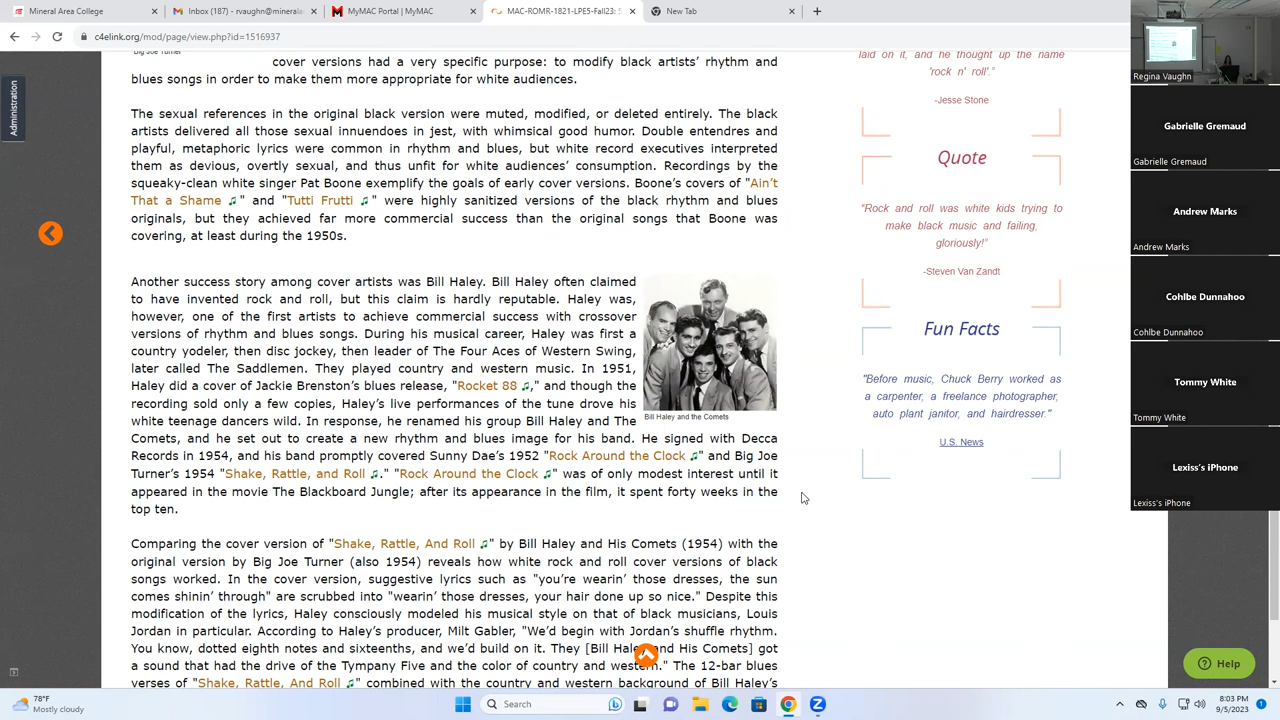 Mineral Area College
Inbox (187) - rvaughn@mineralar
MyMAC Portal | MyMAC
MAC-ROMR-1821-LPE5-Fall23: 5
New Tab
c4elink.org/mod/page/view.php?id=1516937
Administration
Big Joe Turner
cover versions had a very specific purpose: to modify black artists' rhythm and
blues songs in order to make them more appropriate for white audiences.
The sexual references in the original black version were muted, modified, or deleted entirely. The black
artists delivered all those sexual innuendoes in jest, with whimsical good humor. Double entendres and
playful, metaphoric lyrics were common in rhythm and blues, but white record executives interpreted
them as devious, overly sexual, and thus unfit for white audiences' consumption. Recordings by the
squeaky-clean white singer Pat Boone exemplify the goals of early cover versions. Boone's covers of "Ain't
That a Shame ♫" and "Tutti Frutti ♫" were highly sanitized versions of the black rhythm and blues
originals, but they achieved far more commercial success than the original songs that Boone was
covering, at least during the 1950s.
Another success story among cover artists was Bill Haley. Bill Haley often claimed
to have invented rock and roll, but this claim is hardly reputable. Haley was,
however, one of the first artists to achieve commercial success with crossover
versions of rhythm and blues songs. During his musical career, Haley was first a
country yodeler, then disc jockey, then leader of The Four Aces of Western Swing,
later called The Saddlemen. They played country and western music. In 1951,
Haley did a cover of Jackie Brenston's blues release, "Rocket 88 ♫," and though the
recording sold only a few copies, Haley's live performances of the tune drove his
white teenage dancers wild. In response, he renamed his group Bill Haley and The
Comets, and he set out to create a new rhythm and blues image for his band. He signed with Decca
Records in 1954, and his band promptly covered Sunny Dae's 1952 "Rock Around the Clock ♫" and Big Joe
Turner's 1954 "Shake, Rattle, and Roll ♫." "Rock Around the Clock ♫" was of only modest interest until it
appeared in the movie The Blackboard Jungle; after its appearance in the film, it spent forty weeks in the
top ten.
Bill Haley and the Comets
Comparing the cover version of "Shake, Rattle, And Roll ♫" by Bill Haley and His Comets (1954) with the
original version by Big Joe Turner (also 1954) reveals how white rock and roll cover versions of black
songs worked. In the Haley version, suggestive lyrics such as "you're wearin' those dresses, the sun
comes shinin' through" are scrubbed into "wearin' those dresses, your hair done up so nice." Despite this
modification of the lyrics, Haley consciously modeled his musical style on that of black musicians, Louis
Jordan in particular. According to Haley's producer, Milt Gabler, "We'd begin with Jordan's shuffle rhythm.
You know, dotted eighth notes and sixteenths, and we'd build on it. They [Bill Haley and His Comets] got
a sound that had the drive of The Tympany Five and the color of country and western." The 12-bar blues
verses of "Shake, Rattle, And Roll ♫" combined with the country and western background of Bill Haley's
laid on it, and he thought up the name
'rock n' roll'."
-Jesse Stone
Quote
"Rock and roll was white kids trying to
make black music and failing,
gloriously!"
-Steven Van Zandt
Fun Facts
"Before music, Chuck Berry worked as
a carpenter, a freelance photographer,
auto plant janitor, and hairdresser."
U.S. News
Regina Vaughn
Gabrielle Gremaud
Gabrielle Gremaud
Andrew Marks
Andrew Marks
Cohlbe Dunnahoo
Cohlbe Dunnahoo
Tommy White
Tommy White
Lexiss's iPhone
Lexiss's iPhone
Help
78°F
Mostly cloudy
Search
8:03 PM
9/5/2023
1